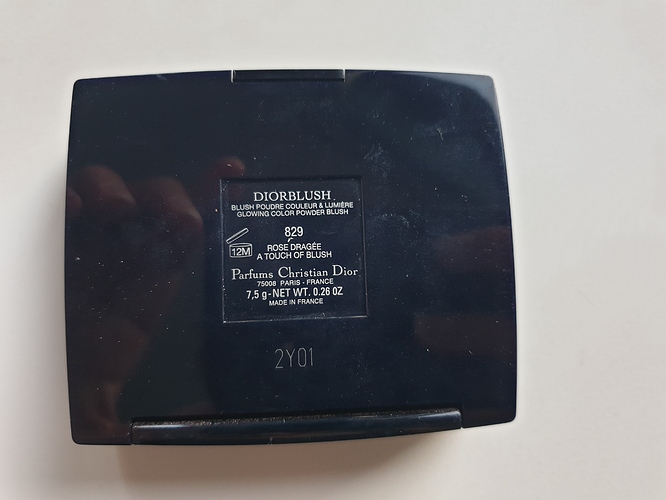 DIORBLUSH
BLUSH POUDRE COULEUR & LUMIÈRE
GLOWING COLOR POWDER BLUSH
829
12M
ROSE DRAGÉE
A TOUCH OF BLUSH
Parfums Christian Dior
75008 PARIS - FRANCE
7,5 g - NET WT. 0.26 OZ
MADE IN FRANCE
2Y01